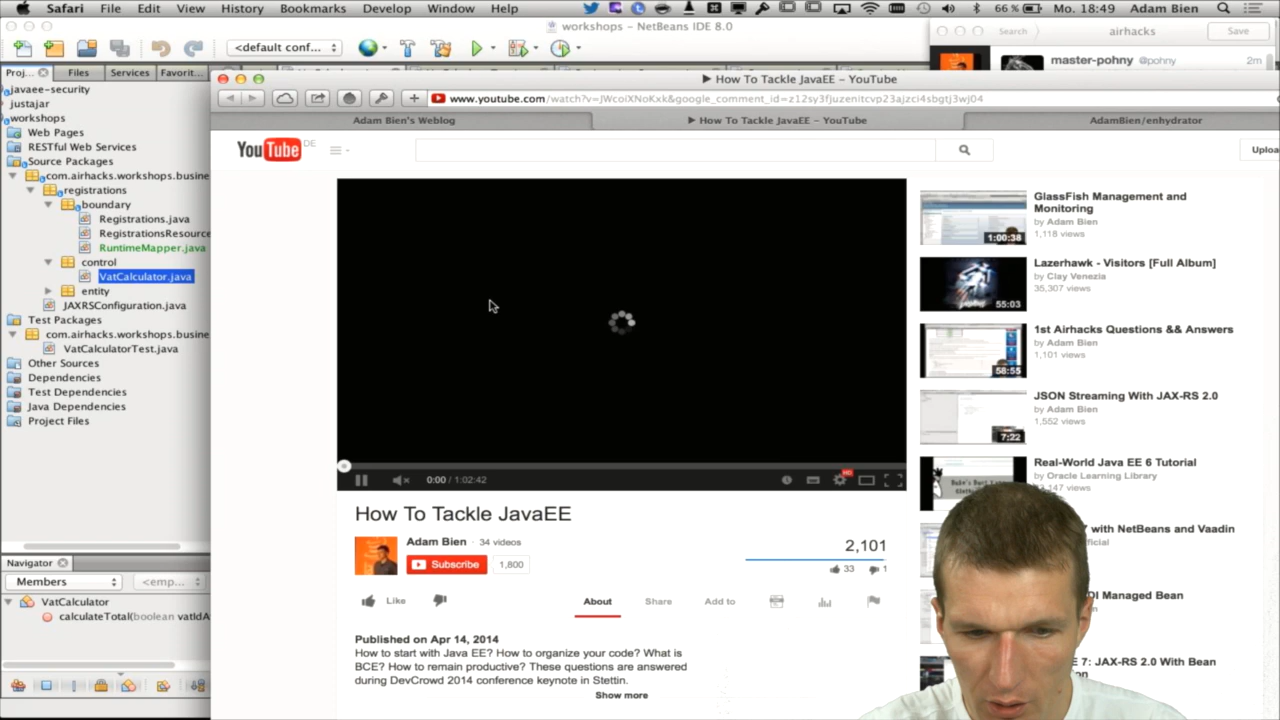 Safari File Edit View History Bookmarks Develop Window Help 66 % Mo. 18:49 Adam Bien
workshops – NetBeans IDE 8.0
Search airhacks Save
<default conf...
master-pohny @pohny 2m
Proj... Files Services Favorit...
How To Tackle JavaEE – YouTube
www.youtube.com/watch?v=JWcoiXNoKxk&google_comment_id=z12sy3fjuzenitcvp23ajzci4sbgtj3wj04
Adam Bien's Weblog
How To Tackle JavaEE – YouTube
AdamBien/enhydrator
javaee-security
justajar
workshops
Web Pages
RESTful Web Services
Source Packages
com.airhacks.workshops.busine
registrations
boundary
Registrations.java
RegistrationsResource
RuntimeMapper.java
control
VatCalculator.java
entity
JAXRSConfiguration.java
Test Packages
com.airhacks.workshops.busine
VatCalculatorTest.java
Other Sources
Dependencies
Test Dependencies
Java Dependencies
Project Files
Navigator
Members <emp...
VatCalculator
calculateTotal(boolean vatIdA
YouTube DE
Uploa
0:00 / 1:02:42
HD
How To Tackle JavaEE
Adam Bien · 34 videos
Subscribe 1,800
2,101
33 1
Like About Share Add to
Published on Apr 14, 2014
How to start with Java EE? How to organize your code? What is
BCE? How to remain productive? These questions are answered
during DevCrowd 2014 conference keynote in Stettin.
Show more
GlassFish Management and
Monitoring
by Adam Bien
1,118 views
1:00:38
Lazerhawk - Visitors [Full Album]
by Clay Venezia
35,307 views
55:03
1st Airhacks Questions && Answers
by Adam Bien
1,101 views
58:55
JSON Streaming With JAX-RS 2.0
by Adam Bien
1,552 views
7:22
Real-World Java EE 6 Tutorial
by Oracle Learning Library
147 views
7 with NetBeans and Vaadin
official
DI Managed Bean
E 7: JAX-RS 2.0 With Bean